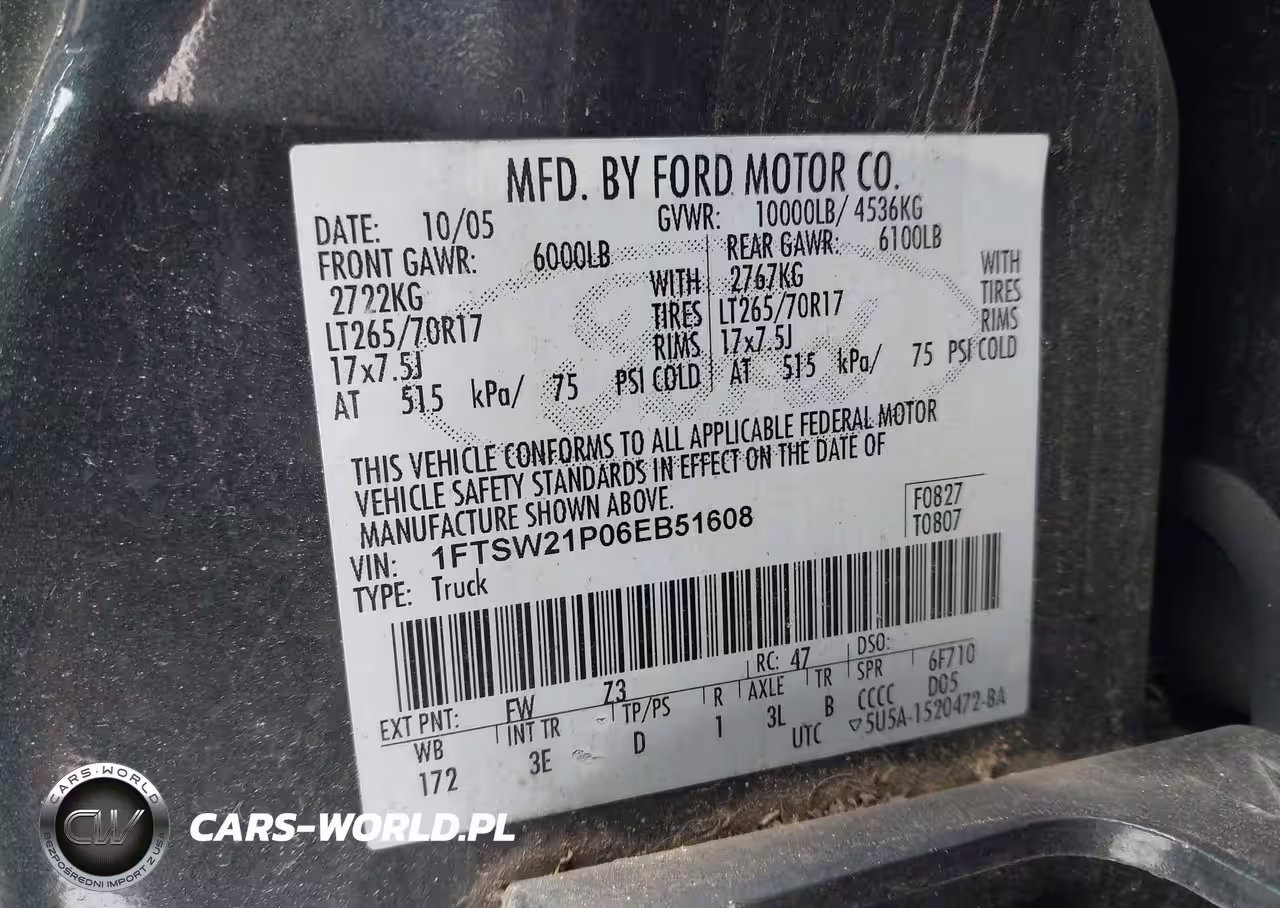 MFD. BY FORD MOTOR CO.
DATE: 10/05 GVWR: 10000LB/ 4536KG
FRONT GAWR: 6000LB REAR GAWR: 6100LB
2722KG WITH 2767KG WITH
LT265/70R17 TIRES LT265/70R17 TIRES
17x7.5J RIMS 17x7.5J RIMS
AT 515 kPa/ 75 PSI COLD AT 515 kPa/ 75 PSI COLD
THIS VEHICLE CONFORMS TO ALL APPLICABLE FEDERAL MOTOR
VEHICLE SAFETY STANDARDS IN EFFECT ON THE DATE OF
MANUFACTURE SHOWN ABOVE.
F0827
VIN: 1FTSW21P06EB51608 T0807
TYPE: Truck
EXT PNT: FW Z3 RC: 47 DSO:
WB INT TR TP/PS R AXLE TR SPR 6F710
172 3E D 1 3L B CCCC D05
UTC ▽5U5A-1520472-BA
CARS-WORLD
CW
BEZPOŚREDNI IMPORT Z USA
CARS-WORLD.PL